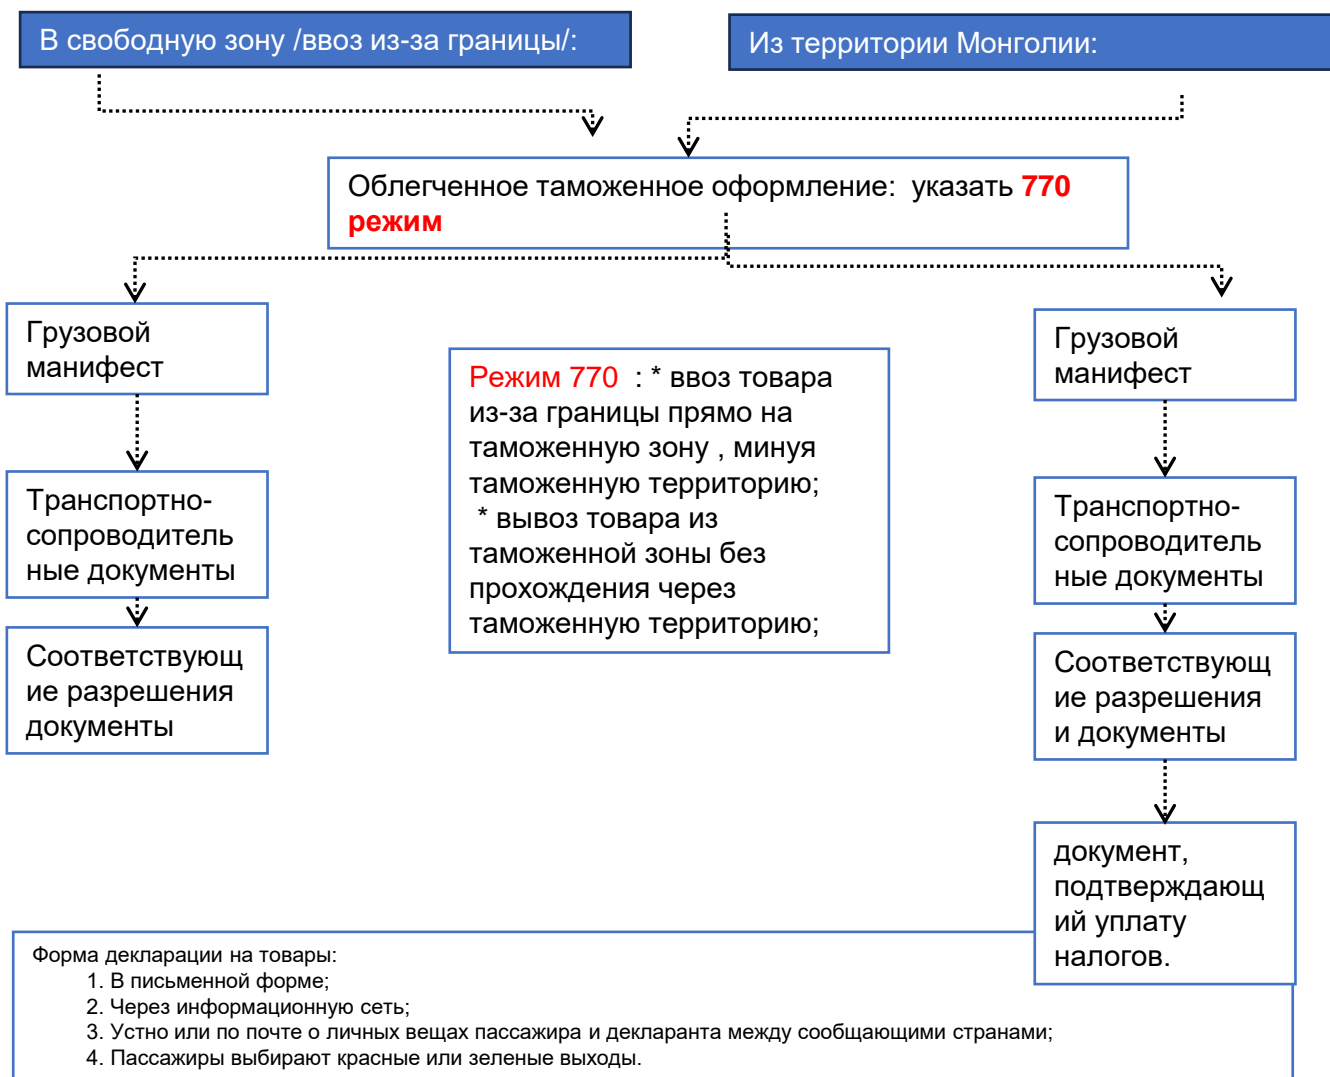 В свободную зону /ввоз из-за границы/:
Из территории Монголии:
Облегченное таможенное оформление: указать 770
режим
Грузовой
манифест
Транспортно-
сопроводитель
ные документы
Соответствующ
ие разрешения
документы
Режим 770 : * ввоз товара
из-за границы прямо на
таможенную зону , минуя
таможенную территорию;
* вывоз товара из
таможенной зоны без
прохождения через
таможенную территорию;
Грузовой
манифест
Транспортно-
сопроводитель
ные документы
Соответствующ
ие разрешения
и документы
документ,
подтверждающ
ий уплату
налогов.
Форма декларации на товары:
1. В письменной форме;
2. Через информационную сеть;
3. Устно или по почте о личных вещах пассажира и декларанта между сообщающими странами;
4. Пассажиры выбирают красные или зеленые выходы.